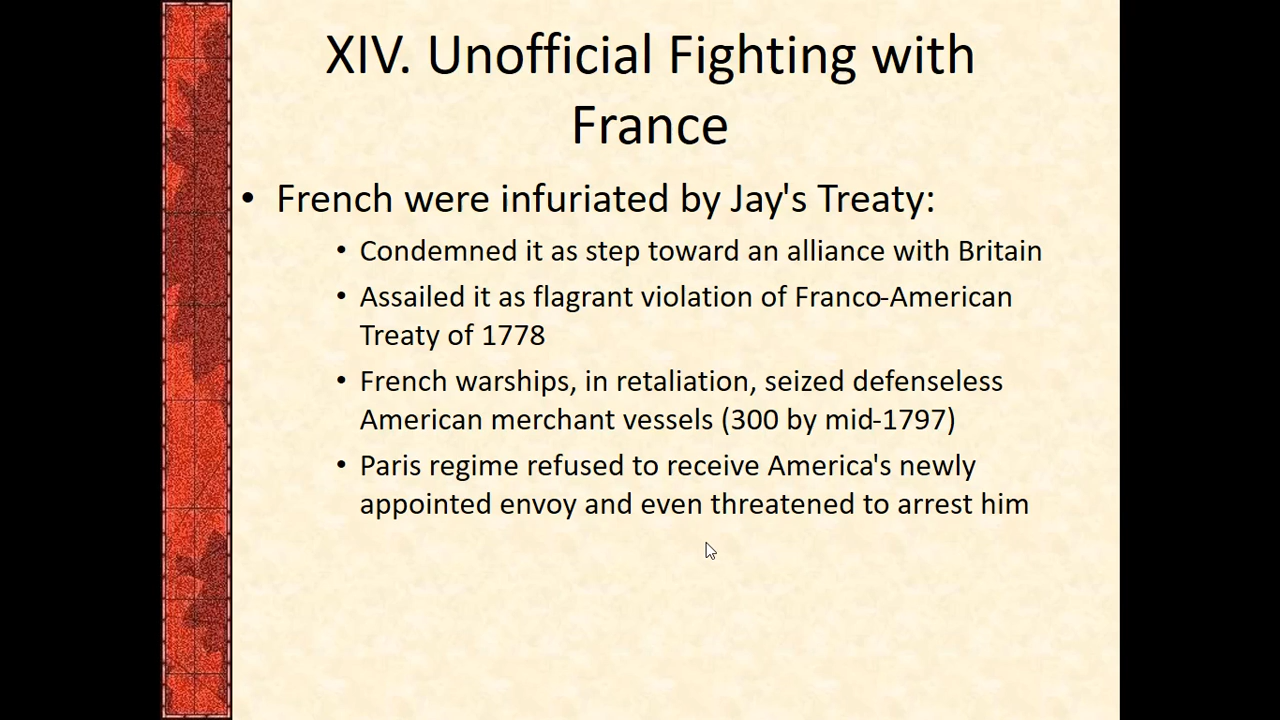 XIV. Unofficial Fighting with
France
• French were infuriated by Jay's Treaty:
• Condemned it as step toward an alliance with Britain
• Assailed it as flagrant violation of Franco-American
Treaty of 1778
• French warships, in retaliation, seized defenseless
American merchant vessels (300 by mid-1797)
• Paris regime refused to receive America's newly
appointed envoy and even threatened to arrest him